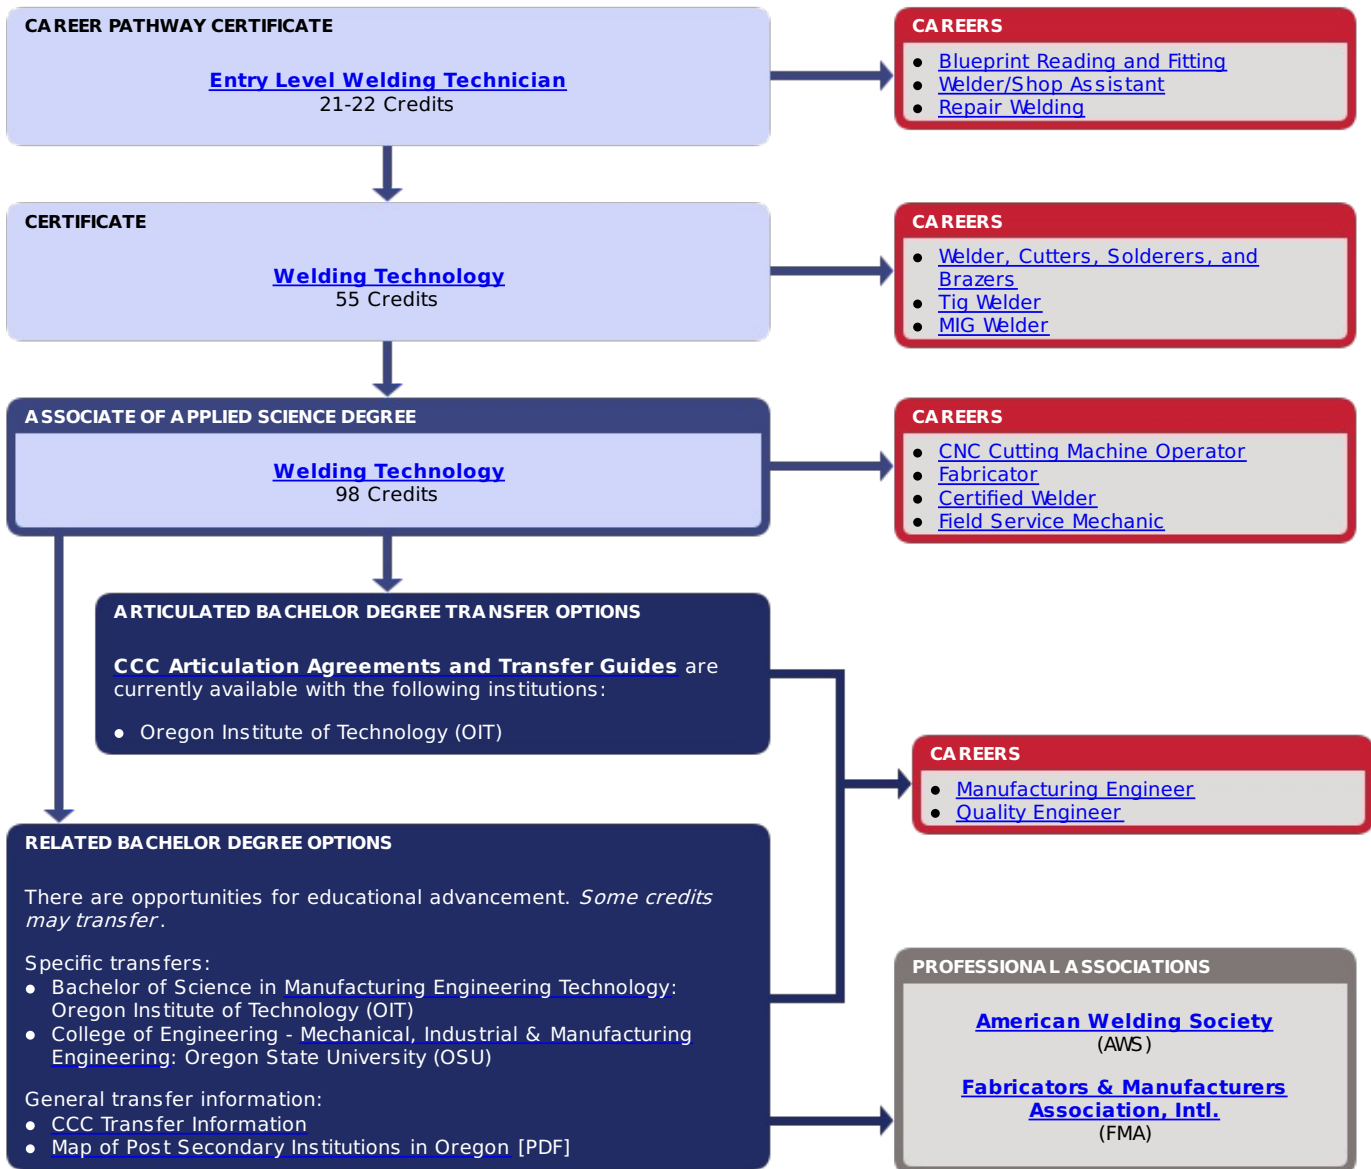 CAREER PATHWAY CERTIFICATE
Entry Level Welding Technician
21-22 Credits
CAREERS
● Blueprint Reading and Fitting
● Welder/Shop Assistant
● Repair Welding
CERTIFICATE
Welding Technology
55 Credits
CAREERS
● Welder, Cutters, Solderers, and
Brazers
● Tig Welder
● MIG Welder
ASSOCIATE OF APPLIED SCIENCE DEGREE
Welding Technology
98 Credits
CAREERS
● CNC Cutting Machine Operator
● Fabricator
● Certified Welder
● Field Service Mechanic
ARTICULATED BACHELOR DEGREE TRANSFER OPTIONS
CCC Articulation Agreements and Transfer Guides are
currently available with the following institutions:
● Oregon Institute of Technology (OIT)
CAREERS
● Manufacturing Engineer
● Quality Engineer
RELATED BACHELOR DEGREE OPTIONS
There are opportunities for educational advancement. Some credits
may transfer.
Specific transfers:
● Bachelor of Science in Manufacturing Engineering Technology:
Oregon Institute of Technology (OIT)
● College of Engineering - Mechanical, Industrial & Manufacturing
Engineering: Oregon State University (OSU)
General transfer information:
● CCC Transfer Information
● Map of Post Secondary Institutions in Oregon [PDF]
PROFESSIONAL ASSOCIATIONS
American Welding Society
(AWS)
Fabricators & Manufacturers
Association, Intl.
(FMA)